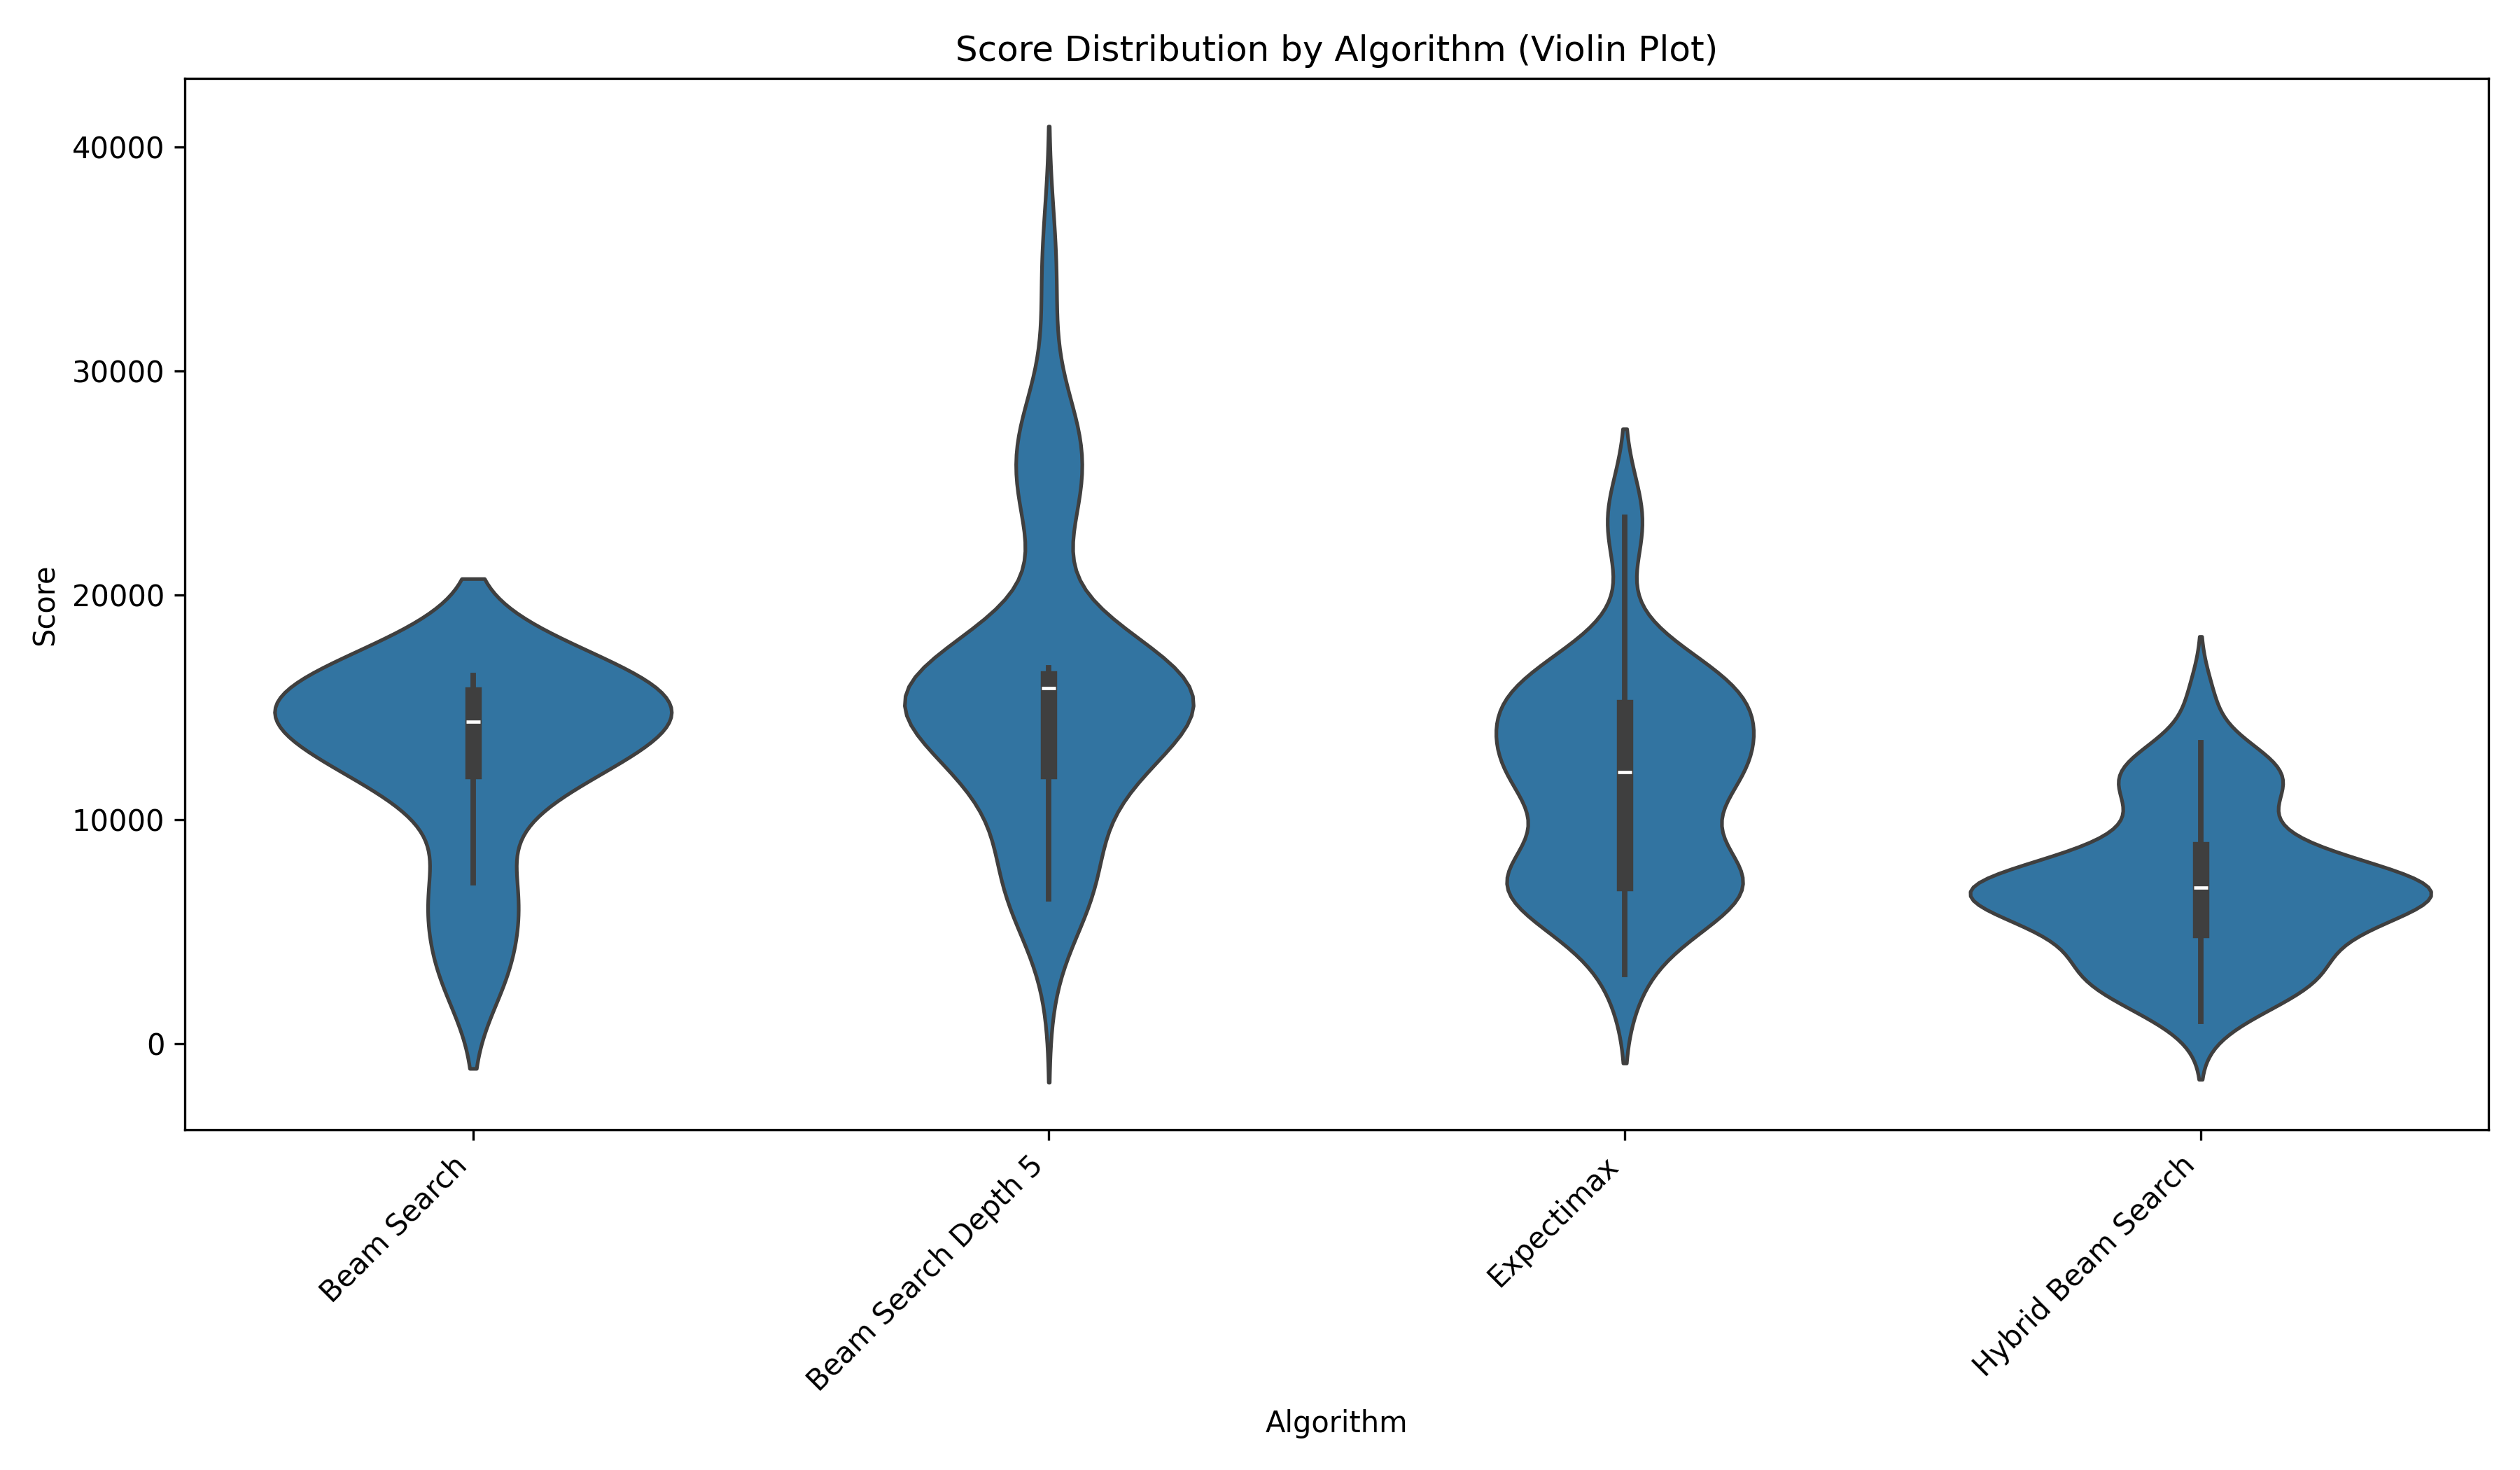 Score Distribution by Algorithm (Violin Plot)
40000
30000
20000
10000
0
Score
Beam Search
Beam Search Depth 5
Expectimax
Hybrid Beam Search
Algorithm